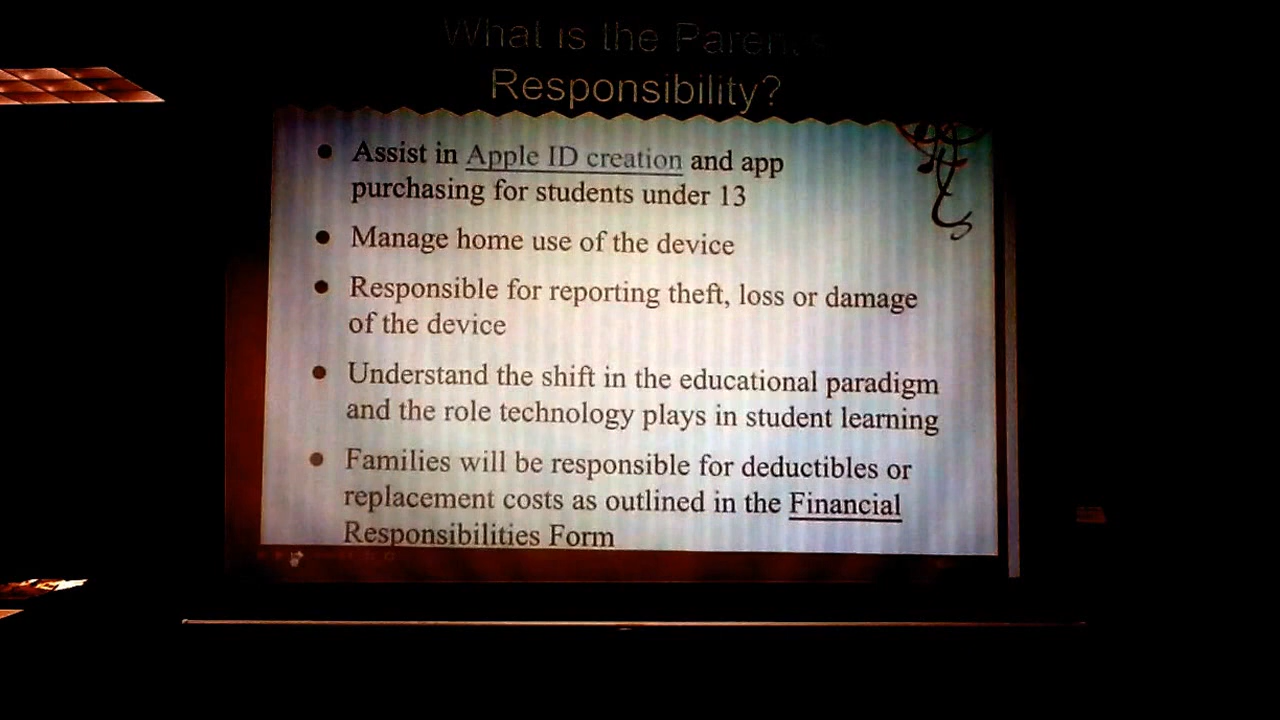 What is the Parents
Responsibility?
• Assist in Apple ID creation and app
purchasing for students under 13
• Manage home use of the device
• Responsible for reporting theft, loss or damage
of the device
• Understand the shift in the educational paradigm
and the role technology plays in student learning
• Families will be responsible for deductibles or
replacement costs as outlined in the Financial
Responsibilities Form